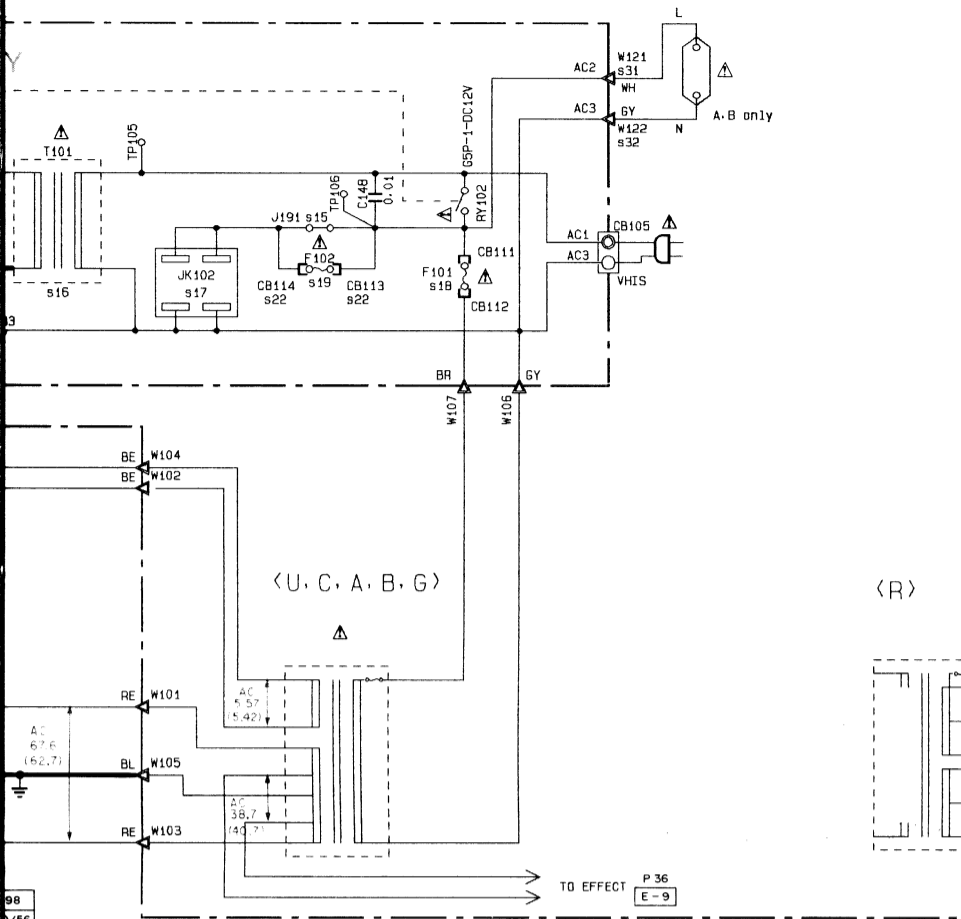 L
W121
AC2
s31
WH
Y
AC3
GY
A.B only
W122
N
s32
G5P-1-DC12V
T101
TP105
TP106
C148
0.01
RY102
J191 s15
AC1
CB105
CB111
F102
AC3
JK102
F101
CB114
s19
CB113
s18
VHIS
s16
s17
s22
s22
CB112
BR
GY
W107
W106
BE
W104
BE
W102
<U, C, A, B, G>
<R>
AC
5.57
(5.42)
RE
W101
AC
67.6
(62.7)
BL
W105
AC
38.7
(40.7)
RE
W103
TO EFFECT
P 36
E-9
98